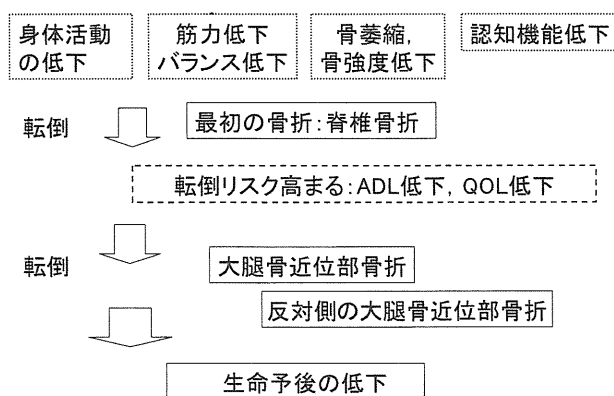 身体活動
の低下
筋力低下
バランス低下
骨萎縮，
骨強度低下
認知機能低下
転倒
最初の骨折：脊椎骨折
転倒リスク高まる：ADL低下，QOL低下
転倒
大腿骨近位部骨折
反対側の大腿骨近位部骨折
生命予後の低下